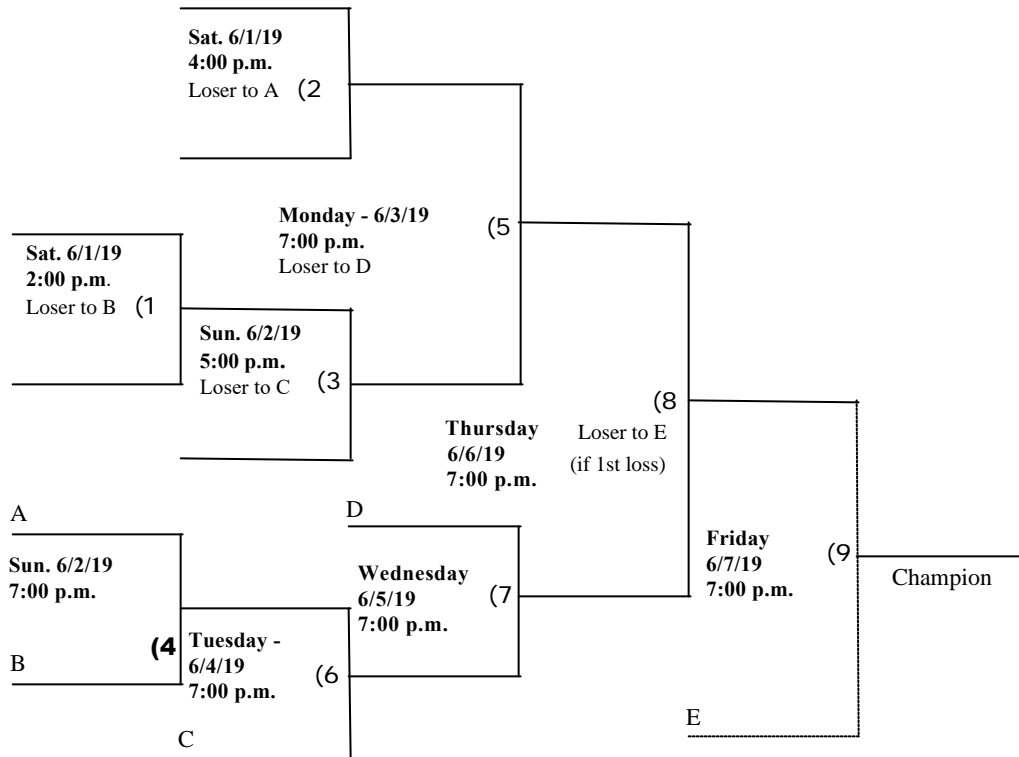 Sat. 6/1/19
4:00 p.m.
Loser to A (2
Monday - 6/3/19
7:00 p.m.
Loser to D
(5
Sat. 6/1/19
2:00 p.m.
Loser to B (1
Sun. 6/2/19
5:00 p.m.
Loser to C (3
(8
Loser to E
(if 1st loss)
Thursday
6/6/19
7:00 p.m.
A
Sun. 6/2/19
7:00 p.m.
(4
B
D
Wednesday
6/5/19
7:00 p.m.
(7
Tuesday -
6/4/19
7:00 p.m.
(6
C
Friday
6/7/19
7:00 p.m.
(9
Champion
E